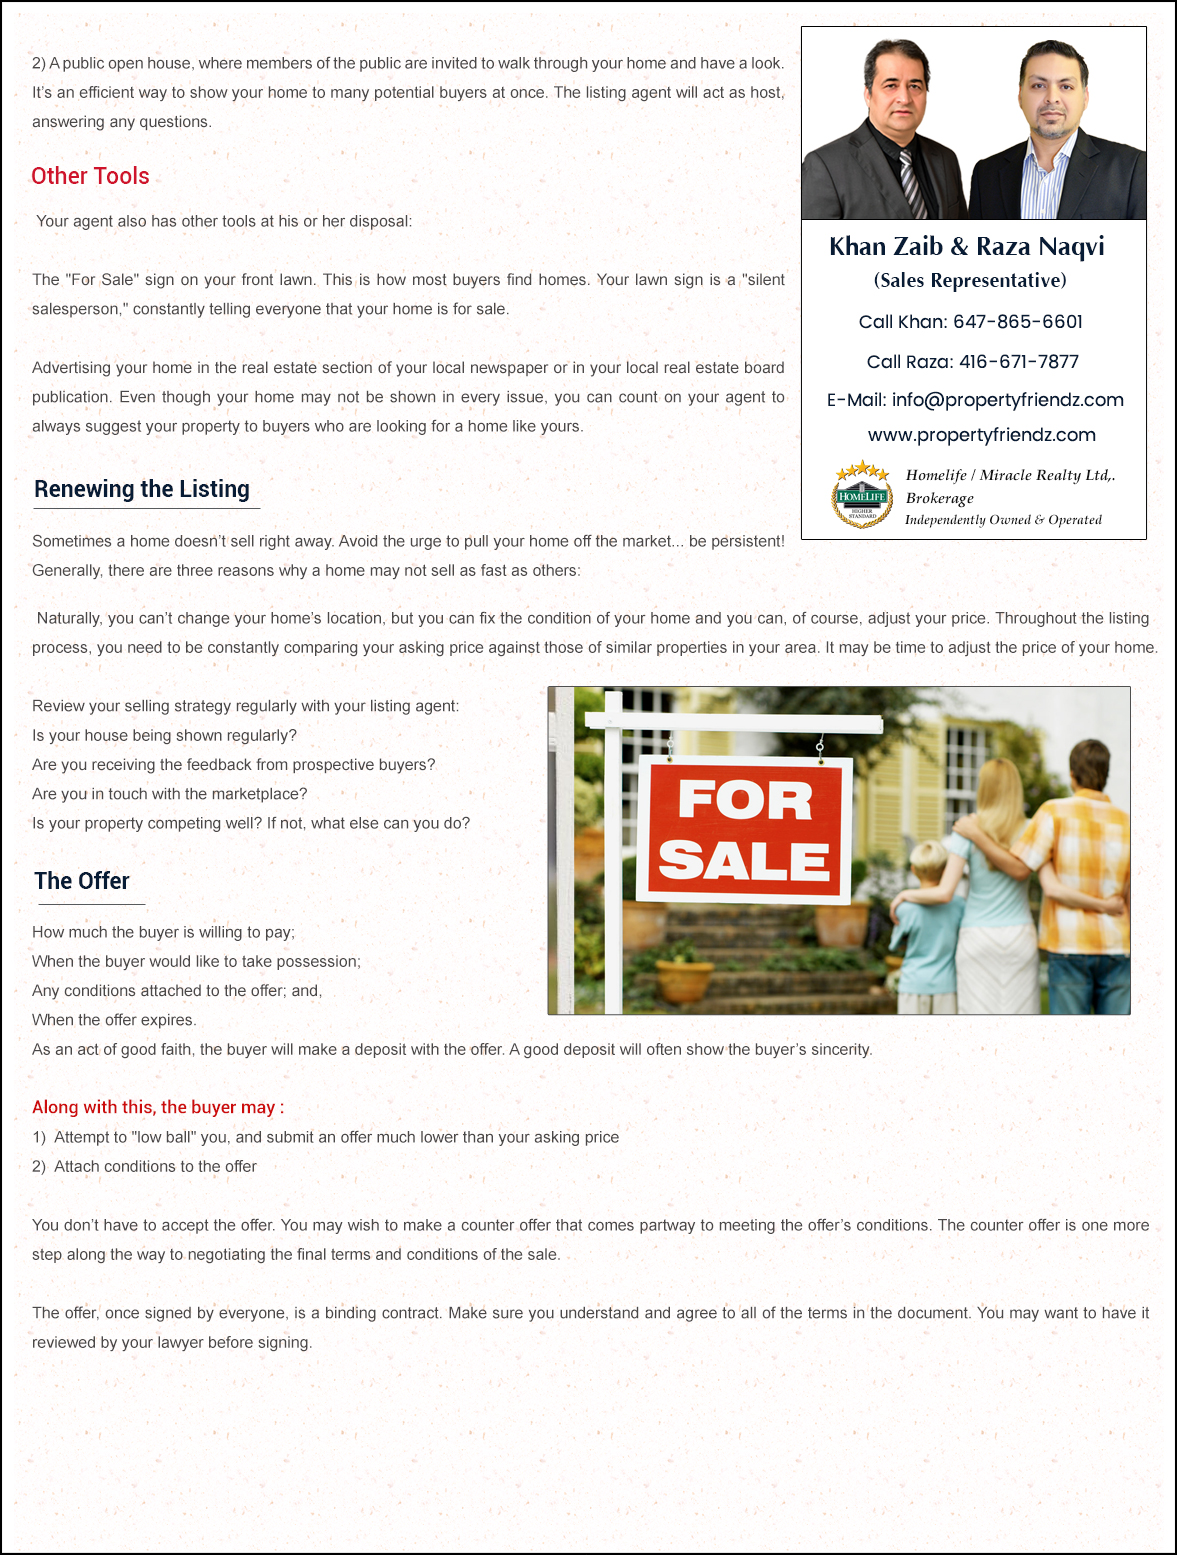 2) A public open house, where members of the public are invited to walk through your home and have a look.
It’s an efficient way to show your home to many potential buyers at once. The listing agent will act as host,
answering any questions.
Other Tools
Your agent also has other tools at his or her disposal:
The "For Sale" sign on your front lawn. This is how most buyers find homes. Your lawn sign is a "silent
salesperson," constantly telling everyone that your home is for sale.
Advertising your home in the real estate section of your local newspaper or in your local real estate board
publication. Even though your home may not be shown in every issue, you can count on your agent to
always suggest your property to buyers who are looking for a home like yours.
Khan Zaib & Raza Naqvi
(Sales Representative)
Call Khan: 647-865-6601
Call Raza: 416-671-7877
E-Mail: info@propertyfriendz.com
www.propertyfriendz.com
HOMELIFE
HIGHER
STANDARD
Homelife / Miracle Realty Ltd,.
Brokerage
Independently Owned & Operated
Renewing the Listing
Sometimes a home doesn’t sell right away. Avoid the urge to pull your home off the market... be persistent!
Generally, there are three reasons why a home may not sell as fast as others:
Naturally, you can’t change your home’s location, but you can fix the condition of your home and you can, of course, adjust your price. Throughout the listing
process, you need to be constantly comparing your asking price against those of similar properties in your area. It may be time to adjust the price of your home.
Review your selling strategy regularly with your listing agent:
Is your house being shown regularly?
Are you receiving the feedback from prospective buyers?
Are you in touch with the marketplace?
Is your property competing well? If not, what else can you do?
FOR
SALE
The Offer
How much the buyer is willing to pay;
When the buyer would like to take possession;
Any conditions attached to the offer; and,
When the offer expires.
As an act of good faith, the buyer will make a deposit with the offer. A good deposit will often show the buyer’s sincerity.
Along with this, the buyer may :
1) Attempt to "low ball" you, and submit an offer much lower than your asking price
2) Attach conditions to the offer
You don’t have to accept the offer. You may wish to make a counter offer that comes partway to meeting the offer’s conditions. The counter offer is one more
step along the way to negotiating the final terms and conditions of the sale.
The offer, once signed by everyone, is a binding contract. Make sure you understand and agree to all of the terms in the document. You may want to have it
reviewed by your lawyer before signing.